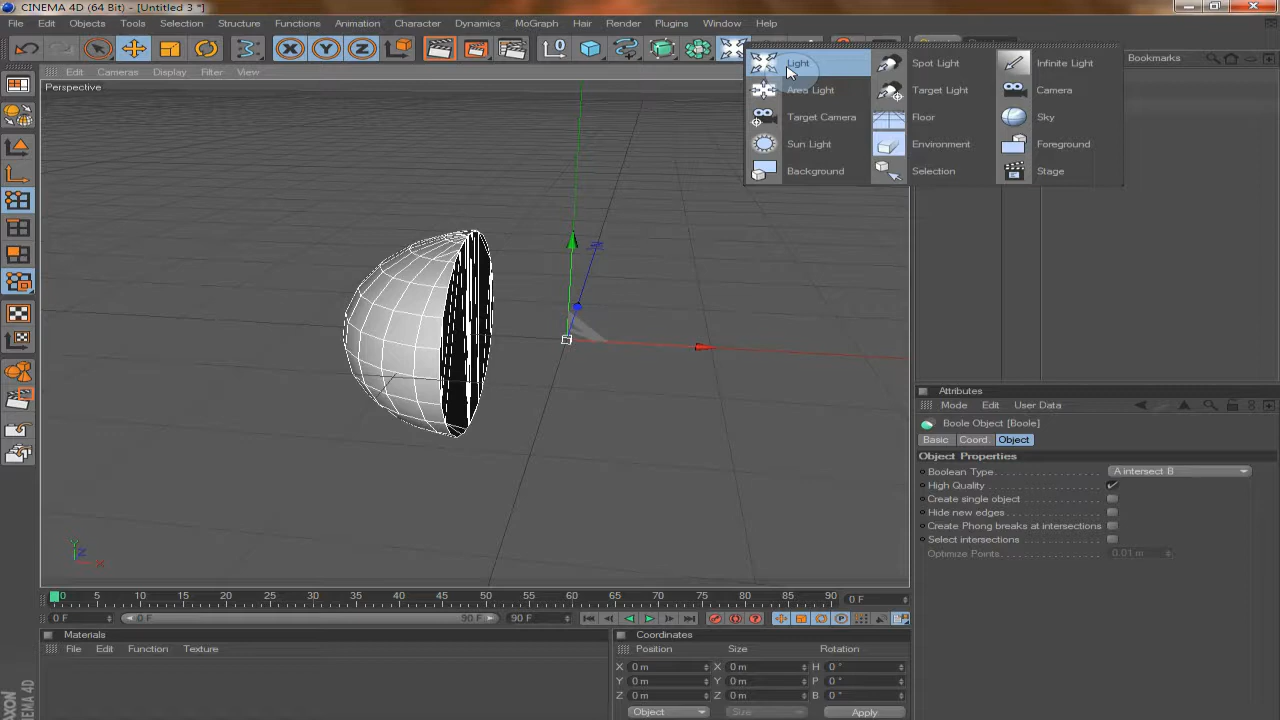 CINEMA 4D (64 Bit) - [Untitled 3 *]
File Edit Objects Tools Selection Structure Functions Animation Character Dynamics MoGraph Hair Render Plugins Window Help
Edit Cameras Display Filter View
Perspective
Light Spot Light Infinite Light
Area Light Target Light Camera
Target Camera Floor Sky
Sun Light Environment Foreground
Background Selection Stage
Bookmarks
Attributes
Mode Edit User Data
Boole Object [Boole]
Basic Coord. Object
Object Properties
Boolean Type A intersect B
High Quality
Create single object
Hide new edges
Create Phong breaks at intersections
Select intersections
Optimize Points 0.01 m
0 5 10 15 20 25 30 35 40 45 50 55 60 65 70 75 80 85 90 0 F
0 F 0 F 90 F 90 F
Materials
File Edit Function Texture
Coordinates
Position Size Rotation
X 0 m X 0 m H 0 °
Y 0 m Y 0 m P 0 °
Z 0 m Z 0 m B 0 °
Object Size Apply
AXON
CINEMA 4D
X
Y
Z